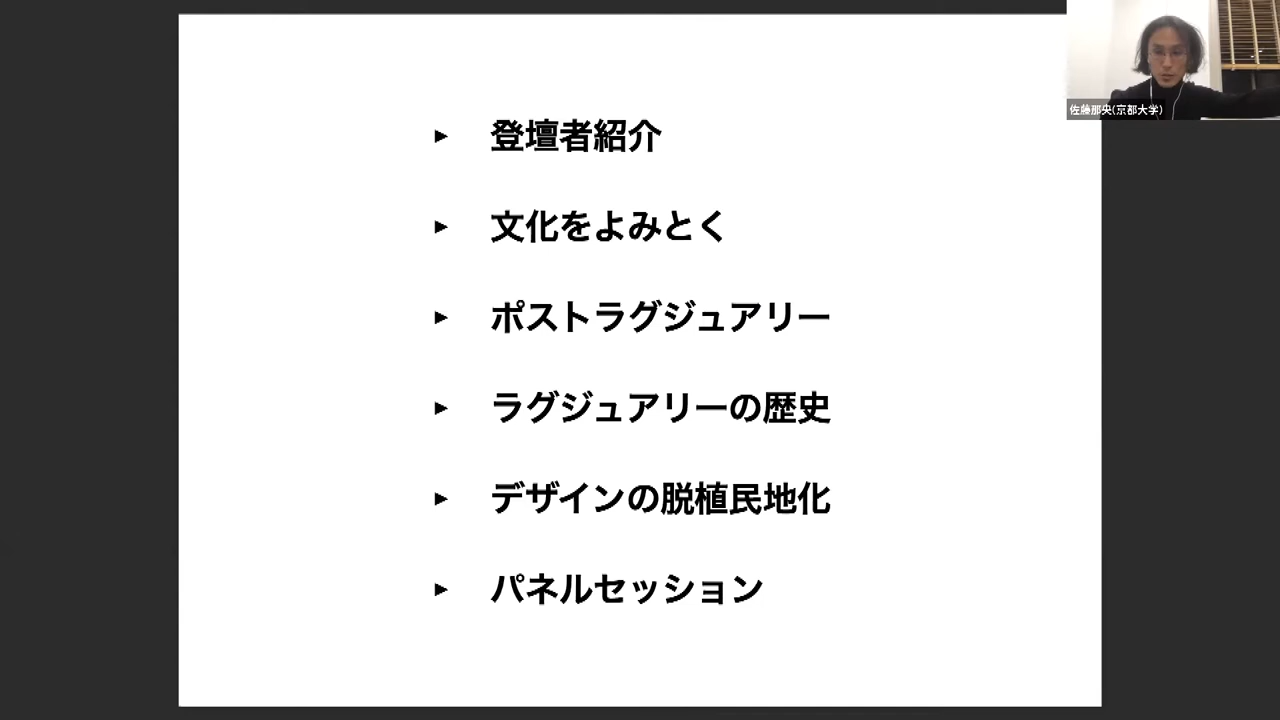 佐藤那央(京都大学)
▶ 登壇者紹介
▶ 文化をよみとく
▶ ポストラグジュアリー
▶ ラグジュアリーの歴史
▶ デザインの脱植民地化
▶ パネルセッション